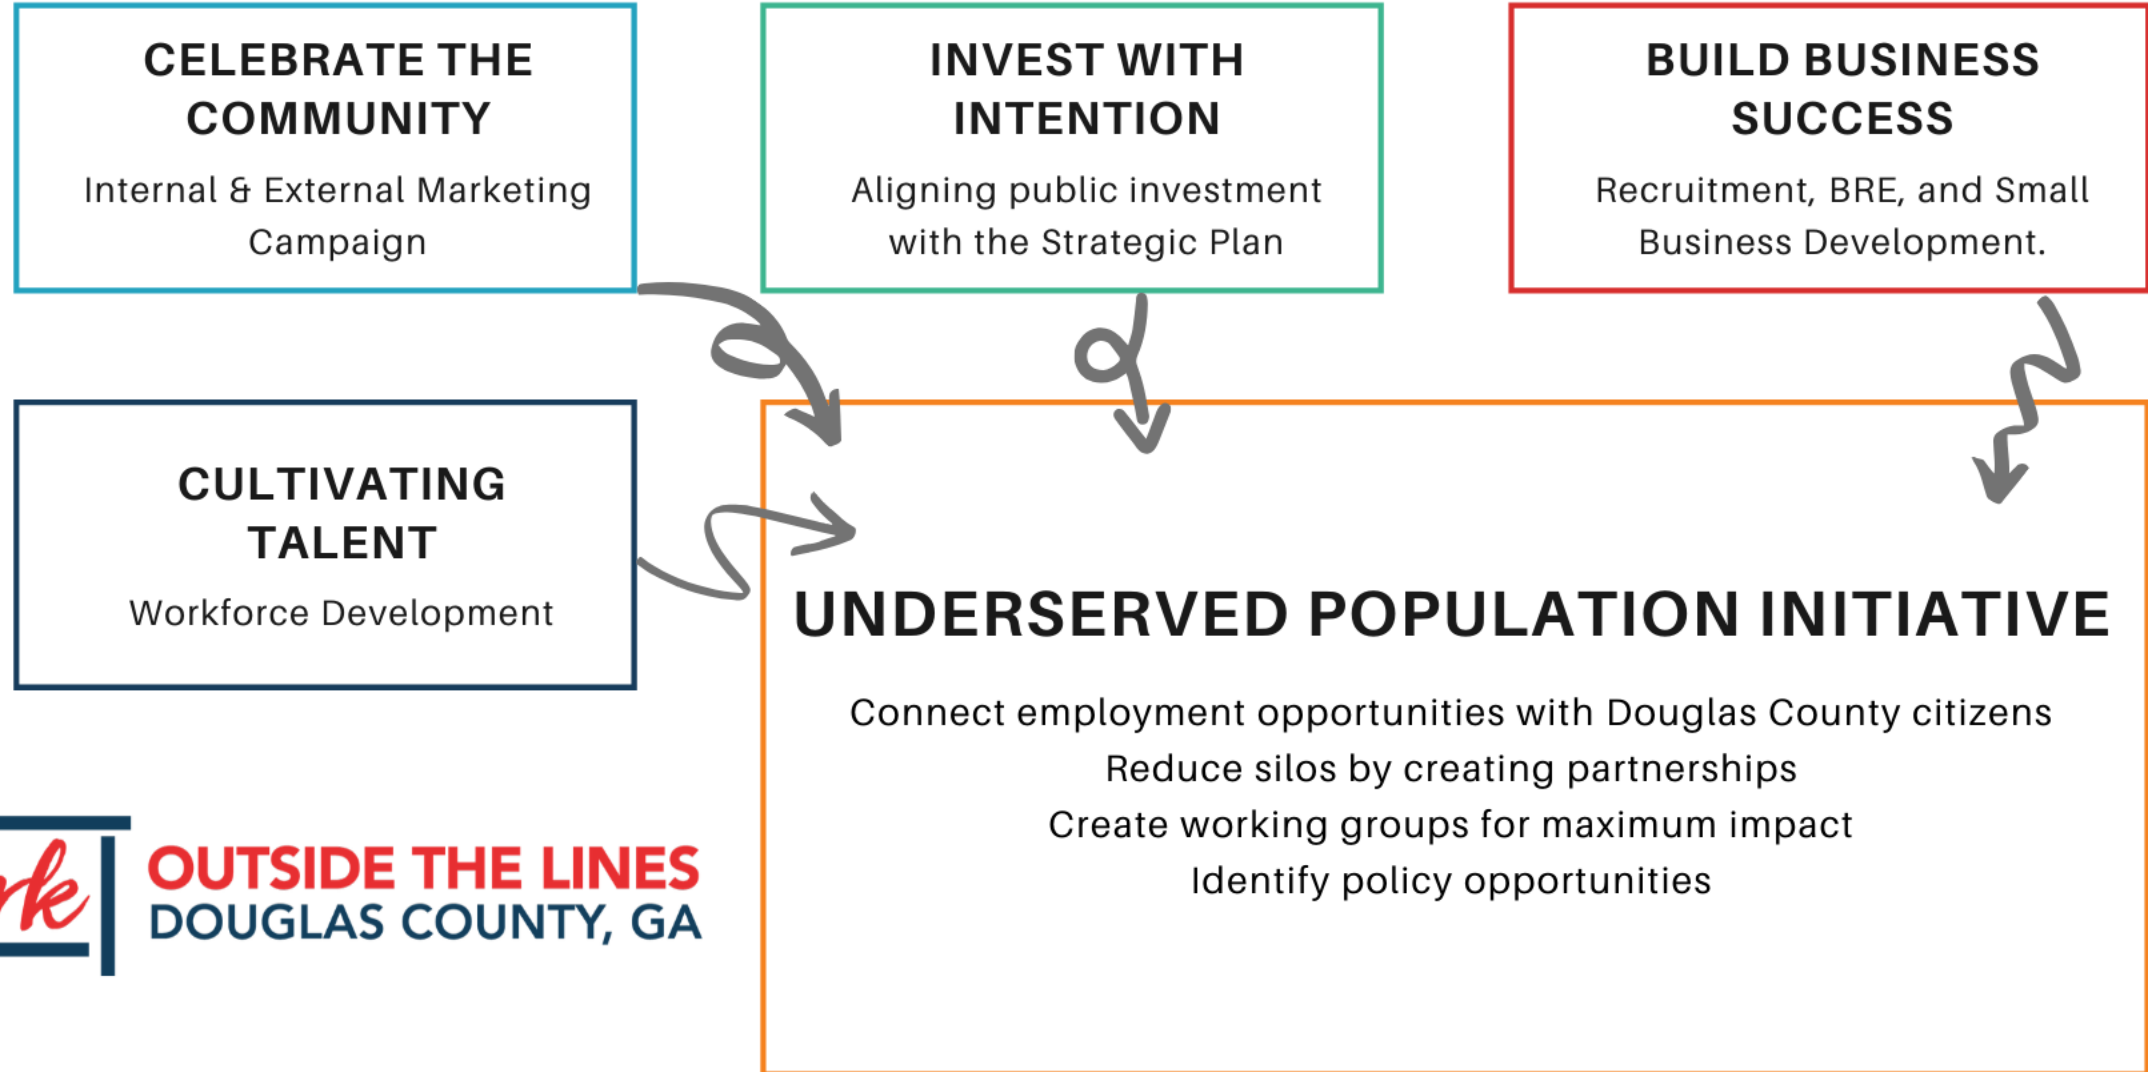 CELEBRATE THE
COMMUNITY
Internal & External Marketing
Campaign
INVEST WITH
INTENTION
Aligning public investment
with the Strategic Plan
BUILD BUSINESS
SUCCESS
Recruitment, BRE, and Small
Business Development.
CULTIVATING
TALENT
Workforce Development
UNDERSERVED POPULATION INITIATIVE
Connect employment opportunities with Douglas County citizens
Reduce silos by creating partnerships
Create working groups for maximum impact
Identify policy opportunities
OUTSIDE THE LINES
DOUGLAS COUNTY, GA